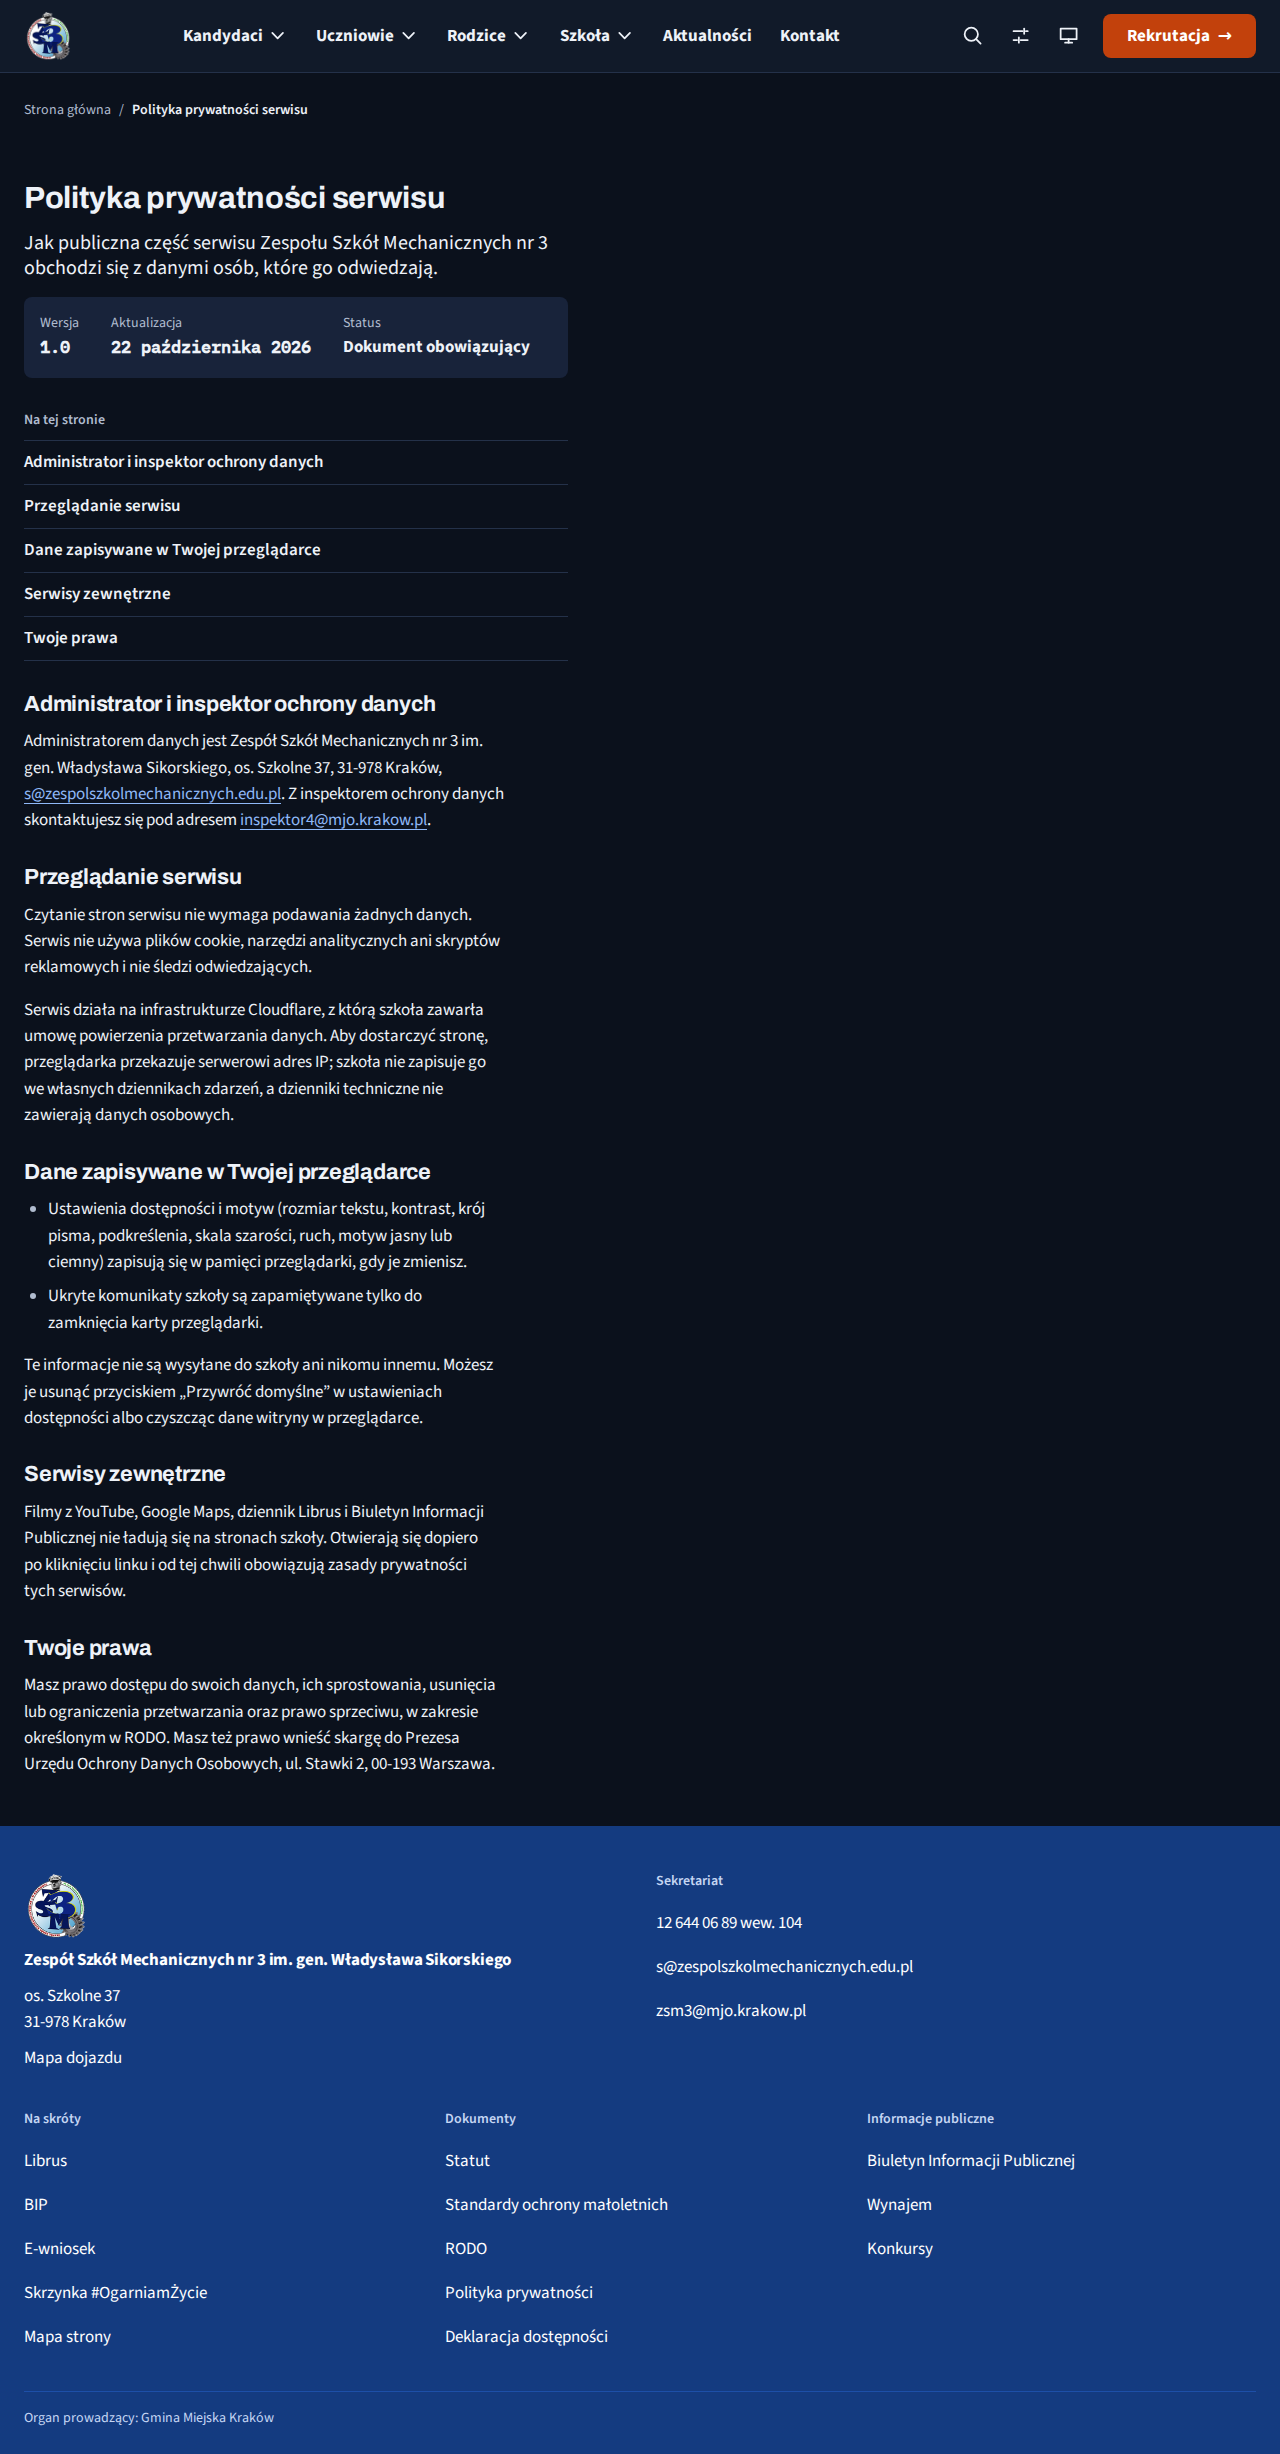 Kandydaci Uczniowie Rodzice Szkoła Aktualności Kontakt Rekrutacja →
Strona główna / Polityka prywatności serwisu
Polityka prywatności serwisu
Jak publiczna część serwisu Zespołu Szkół Mechanicznych nr 3
obchodzi się z danymi osób, które go odwiedzają.
Wersja Aktualizacja Status
1.0 22 października 2026 Dokument obowiązujący
Na tej stronie
Administrator i inspektor ochrony danych
Przeglądanie serwisu
Dane zapisywane w Twojej przeglądarce
Serwisy zewnętrzne
Twoje prawa
Administrator i inspektor ochrony danych
Administratorem danych jest Zespół Szkół Mechanicznych nr 3 im.
gen. Władysława Sikorskiego, os. Szkolne 37, 31-978 Kraków,
s@zespolszkolmechanicznych.edu.pl. Z inspektorem ochrony danych
skontaktujesz się pod adresem inspektor4@mjo.krakow.pl.
Przeglądanie serwisu
Czytanie stron serwisu nie wymaga podawania żadnych danych.
Serwis nie używa plików cookie, narzędzi analitycznych ani skryptów
reklamowych i nie śledzi odwiedzających.
Serwis działa na infrastrukturze Cloudflare, z którą szkoła zawarła
umowę powierzenia przetwarzania danych. Aby dostarczyć stronę,
przeglądarka przekazuje serwerowi adres IP; szkoła nie zapisuje go
we własnych dziennikach zdarzeń, a dzienniki techniczne nie
zawierają danych osobowych.
Dane zapisywane w Twojej przeglądarce
• Ustawienia dostępności i motyw (rozmiar tekstu, kontrast, krój
pisma, podkreślenia, skala szarości, ruch, motyw jasny lub
ciemny) zapisują się w pamięci przeglądarki, gdy je zmienisz.
• Ukryte komunikaty szkoły są zapamiętywane tylko do
zamknięcia karty przeglądarki.
Te informacje nie są wysyłane do szkoły ani nikomu innemu. Możesz
je usunąć przyciskiem „Przywróć domyślne” w ustawieniach
dostępności albo czyszcząc dane witryny w przeglądarce.
Serwisy zewnętrzne
Filmy z YouTube, Google Maps, dziennik Librus i Biuletyn Informacji
Publicznej nie ładują się na stronach szkoły. Otwierają się dopiero
po kliknięciu linku i od tej chwili obowiązują zasady prywatności
tych serwisów.
Twoje prawa
Masz prawo dostępu do swoich danych, ich sprostowania, usunięcia
lub ograniczenia przetwarzania oraz prawo sprzeciwu, w zakresie
określonym w RODO. Masz też prawo wnieść skargę do Prezesa
Urzędu Ochrony Danych Osobowych, ul. Stawki 2, 00-193 Warszawa.
Zespół Szkół Mechanicznych nr 3 im. gen. Władysława Sikorskiego
os. Szkolne 37
31-978 Kraków
Mapa dojazdu
Sekretariat
12 644 06 89 wew. 104
s@zespolszkolmechanicznych.edu.pl
zsm3@mjo.krakow.pl
Na skróty
Librus
BIP
E-wniosek
Skrzynka #OgarniamŻycie
Mapa strony
Dokumenty
Statut
Standardy ochrony małoletnich
RODO
Polityka prywatności
Deklaracja dostępności
Informacje publiczne
Biuletyn Informacji Publicznej
Wynajem
Konkursy
Organ prowadzący: Gmina Miejska Kraków